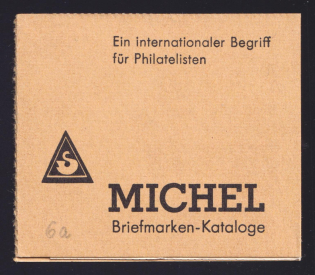 Ein internationaler Begriff
für Philatelisten
MICHEL
Briefmarken-Kataloge
6a